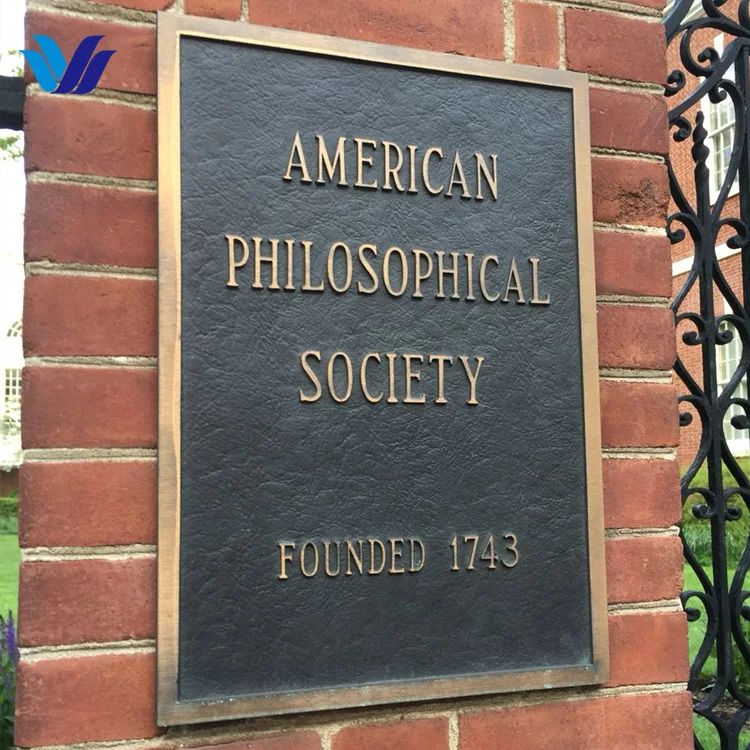 AMERICAN
PHILOSOPHICAL
SOCIETY
FOUNDED 1743